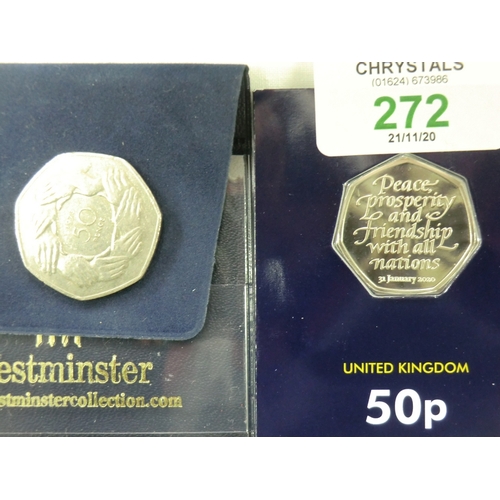 CHRYSTALS
(01624) 673986
272
21/11/20
50
Peace,
prosperity
and
friendship
with all
nations
31 January 2020
estminster
stminstercollection.com
UNITED KINGDOM
50p